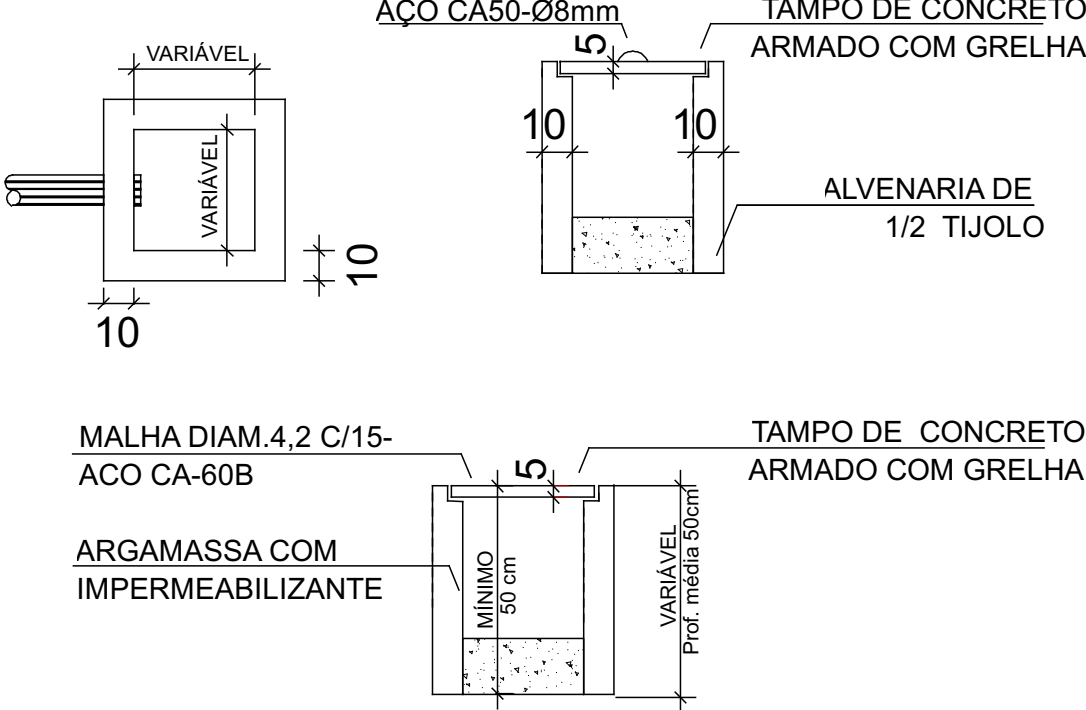 AÇO CA50-Ø8mm
TAMPO DE CONCRETO
ARMADO COM GRELHA
VARIÁVEL
VARIÁVEL
10
10
5
10
10
ALVENARIA DE
1/2 TIJOLO
MALHA DIAM.4,2 C/15-
ACO CA-60B
TAMPO DE CONCRETO
ARMADO COM GRELHA
5
ARGAMASSA COM
IMPERMEABILIZANTE
MÍNIMO
50 cm
VARIÁVEL
Prof. média 50cm